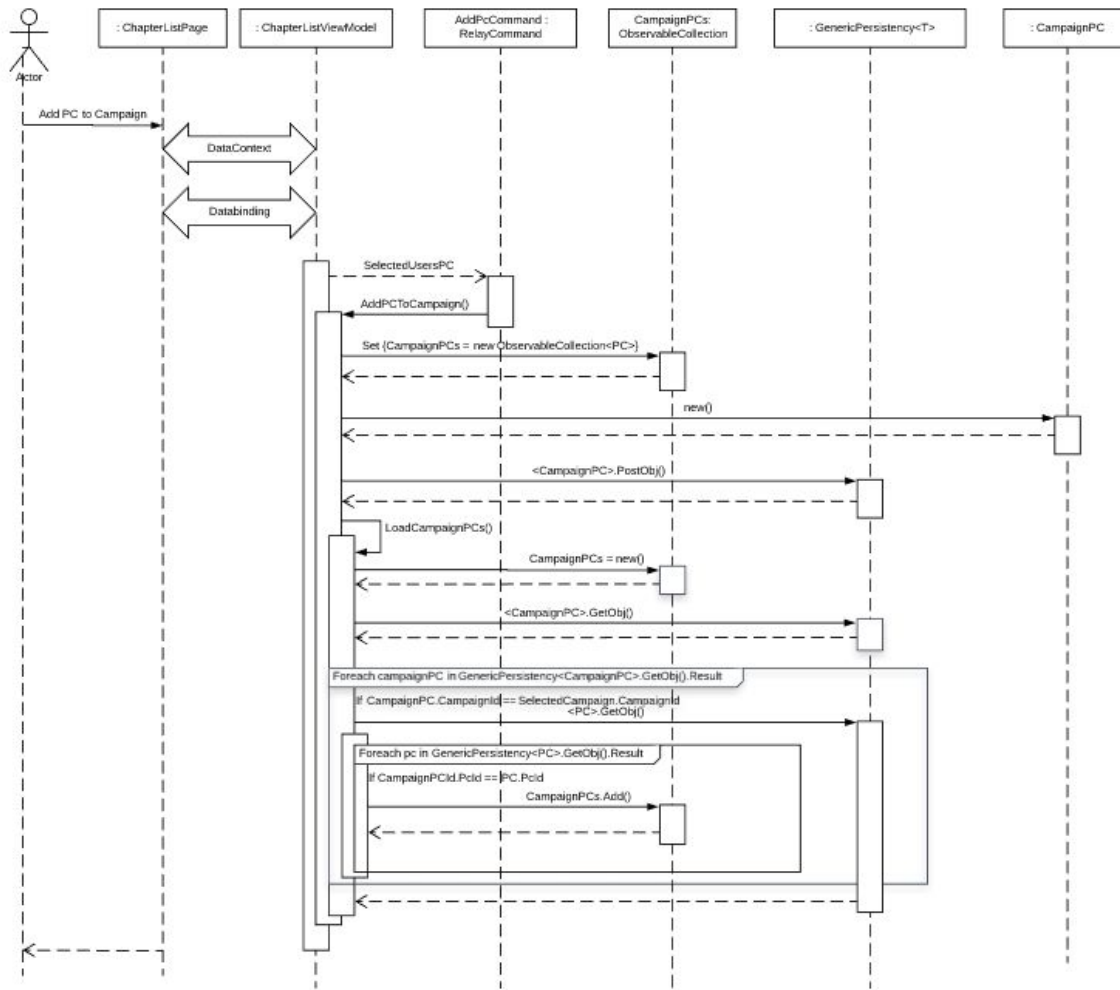 : ChapterListPage
: ChapterListViewModel
AddPcCommand :
RelayCommand
CampaignPCs:
ObservableCollection
: GenericPersistency<T>
: CampaignPC
Actor
Add PC to Campaign
DataContext
Databinding
SelectedUsersPC
AddPCToCampaign()
Set {CampaignPCs = new ObservableCollection<PC>}
new()
<CampaignPC>.PostObj()
LoadCampaignPCs()
CampaignPCs = new()
<CampaignPC>.GetObj()
Foreach campaignPC in GenericPersistency<CampaignPC>.GetObj().Result
If CampaignPC.CampaignId == SelectedCampaign.CampaignId
<PC>.GetObj()
Foreach pc in GenericPersistency<PC>.GetObj().Result
If CampaignPCId.PcId == PC.PcId
CampaignPCs.Add()